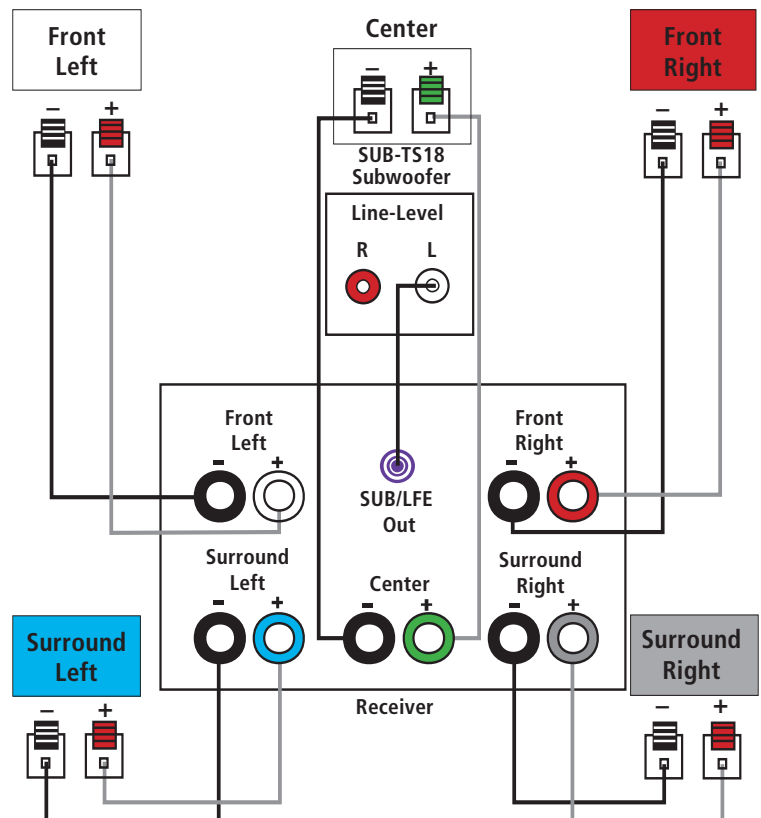 Front
Left
Center
Front
Right
– +
– +
– +
SUB-TS18
Subwoofer
Line-Level
R L
Front
Left
- +
SUB/LFE
Out
Front
Right
- +
Surround
Left
- +
Center
- +
Surround
Right
- +
Surround
Left
Surround
Right
Receiver
– +
– +